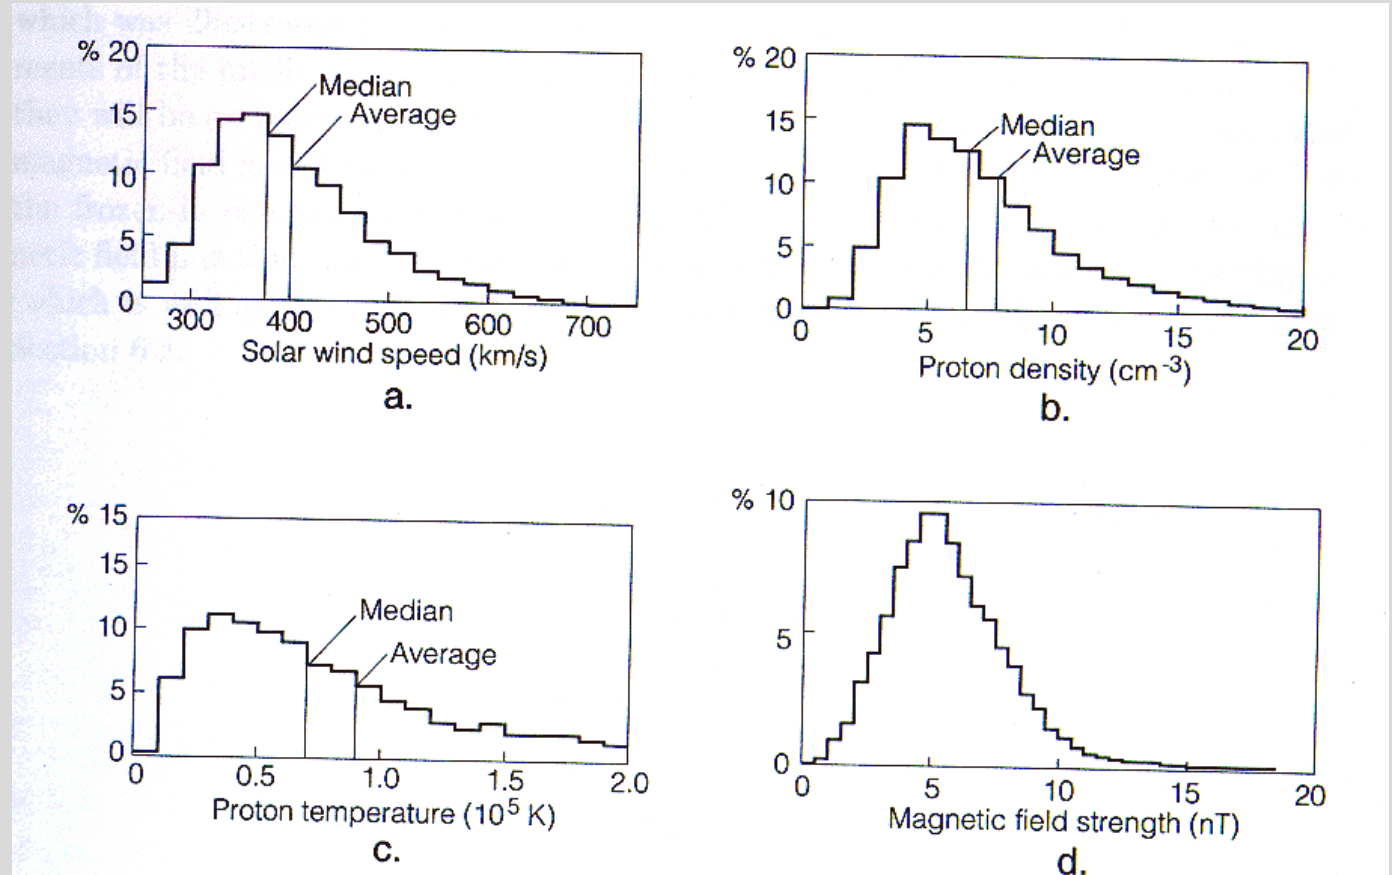 % 20
15
10
5
0
Median
Average
300 400 500 600 700
Solar wind speed (km/s)
a.
% 20
15
10
5
0
Median
Average
0 5 10 15 20
Proton density (cm⁻³)
b.
% 15
15
10
5
0
Median
Average
0 0.5 1.0 1.5 2.0
Proton temperature (10⁵ K)
c.
% 10
5
0
0 5 10 15 20
Magnetic field strength (nT)
d.